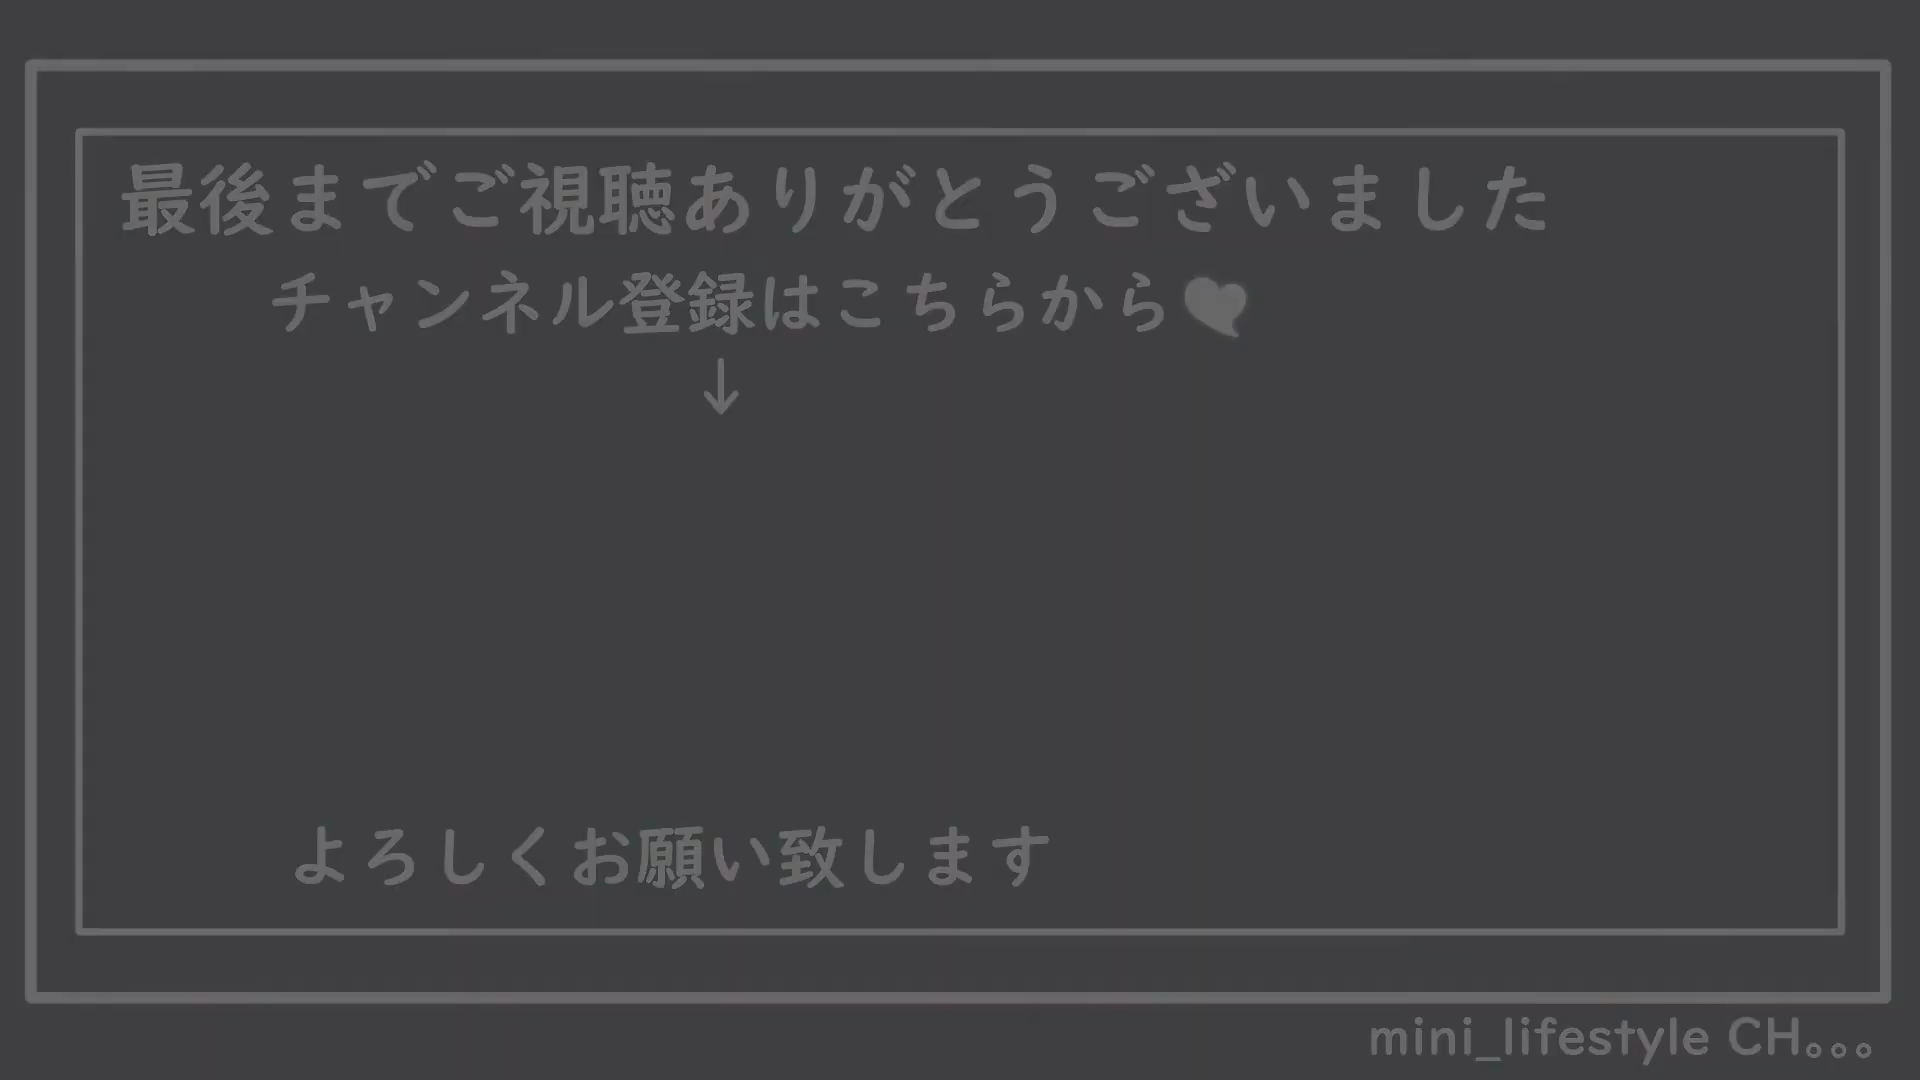 最後までご視聴ありがとうございました
チャンネル登録はこちらから♥
↓
よろしくお願い致します
mini_lifestyle CH。。。